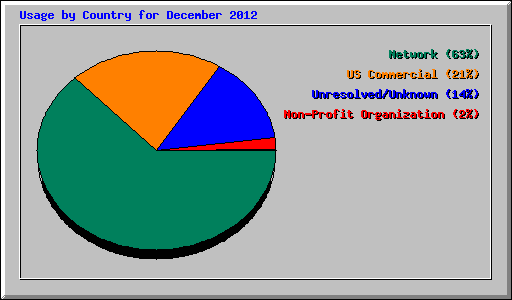 Usage by Country for December 2012
Network (63%)
US Commercial (21%)
Unresolved/Unknown (14%)
Non-Profit Organization (2%)